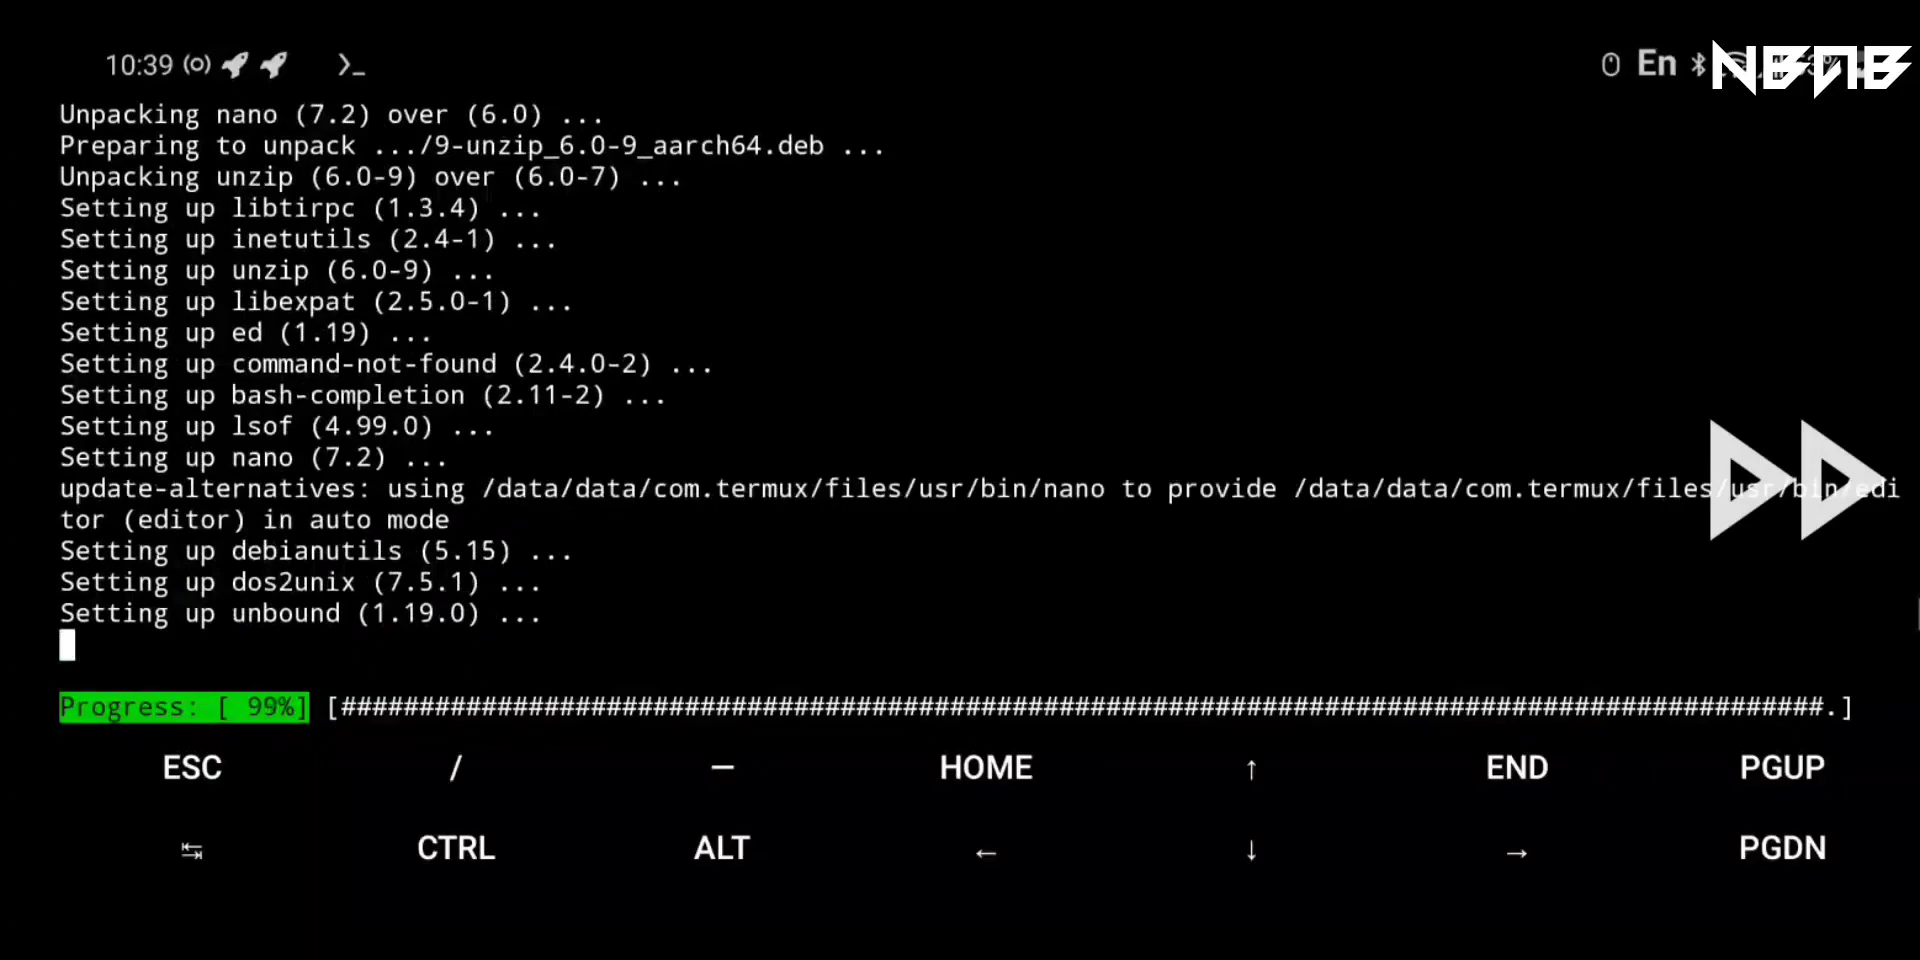 10:39
En
NBNB
Unpacking nano (7.2) over (6.0) ...
Preparing to unpack .../9-unzip_6.0-9_aarch64.deb ...
Unpacking unzip (6.0-9) over (6.0-7) ...
Setting up libtirpc (1.3.4) ...
Setting up inetutils (2.4-1) ...
Setting up unzip (6.0-9) ...
Setting up libexpat (2.5.0-1) ...
Setting up ed (1.19) ...
Setting up command-not-found (2.4.0-2) ...
Setting up bash-completion (2.11-2) ...
Setting up lsof (4.99.0) ...
Setting up nano (7.2) ...
update-alternatives: using /data/data/com.termux/files/usr/bin/nano to provide /data/data/com.termux/files/usr/bin/edi
tor (editor) in auto mode
Setting up debianutils (5.15) ...
Setting up dos2unix (7.5.1) ...
Setting up unbound (1.19.0) ...
Progress: [ 99%] [###############################################################################################.]
ESC / — HOME ↑ END PGUP
↹ CTRL ALT ← ↓ → PGDN